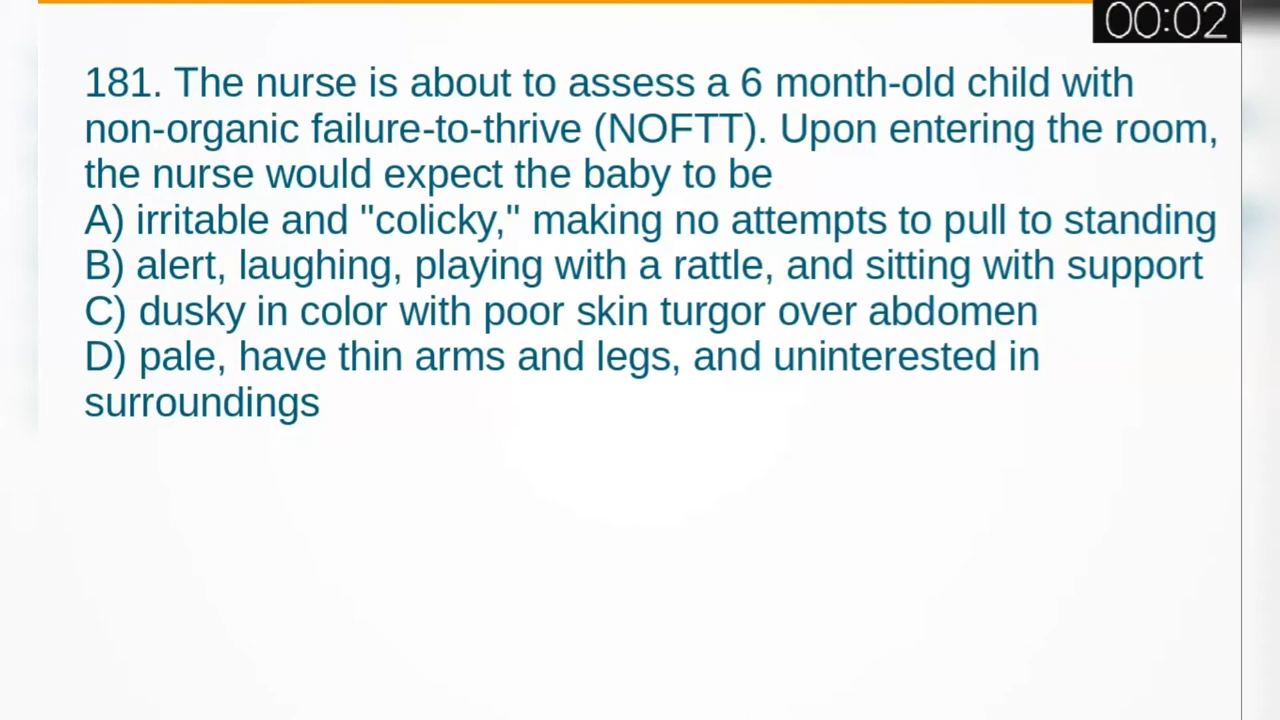 00:02
181. The nurse is about to assess a 6 month-old child with
non-organic failure-to-thrive (NOFTT). Upon entering the room,
the nurse would expect the baby to be
A) irritable and "colicky," making no attempts to pull to standing
B) alert, laughing, playing with a rattle, and sitting with support
C) dusky in color with poor skin turgor over abdomen
D) pale, have thin arms and legs, and uninterested in
surroundings